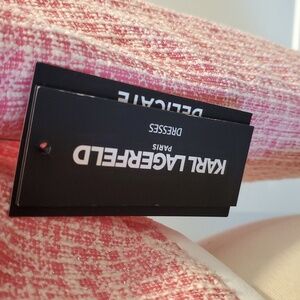 KARL LAGERFELD
PARIS
DRESSES
DELICATE